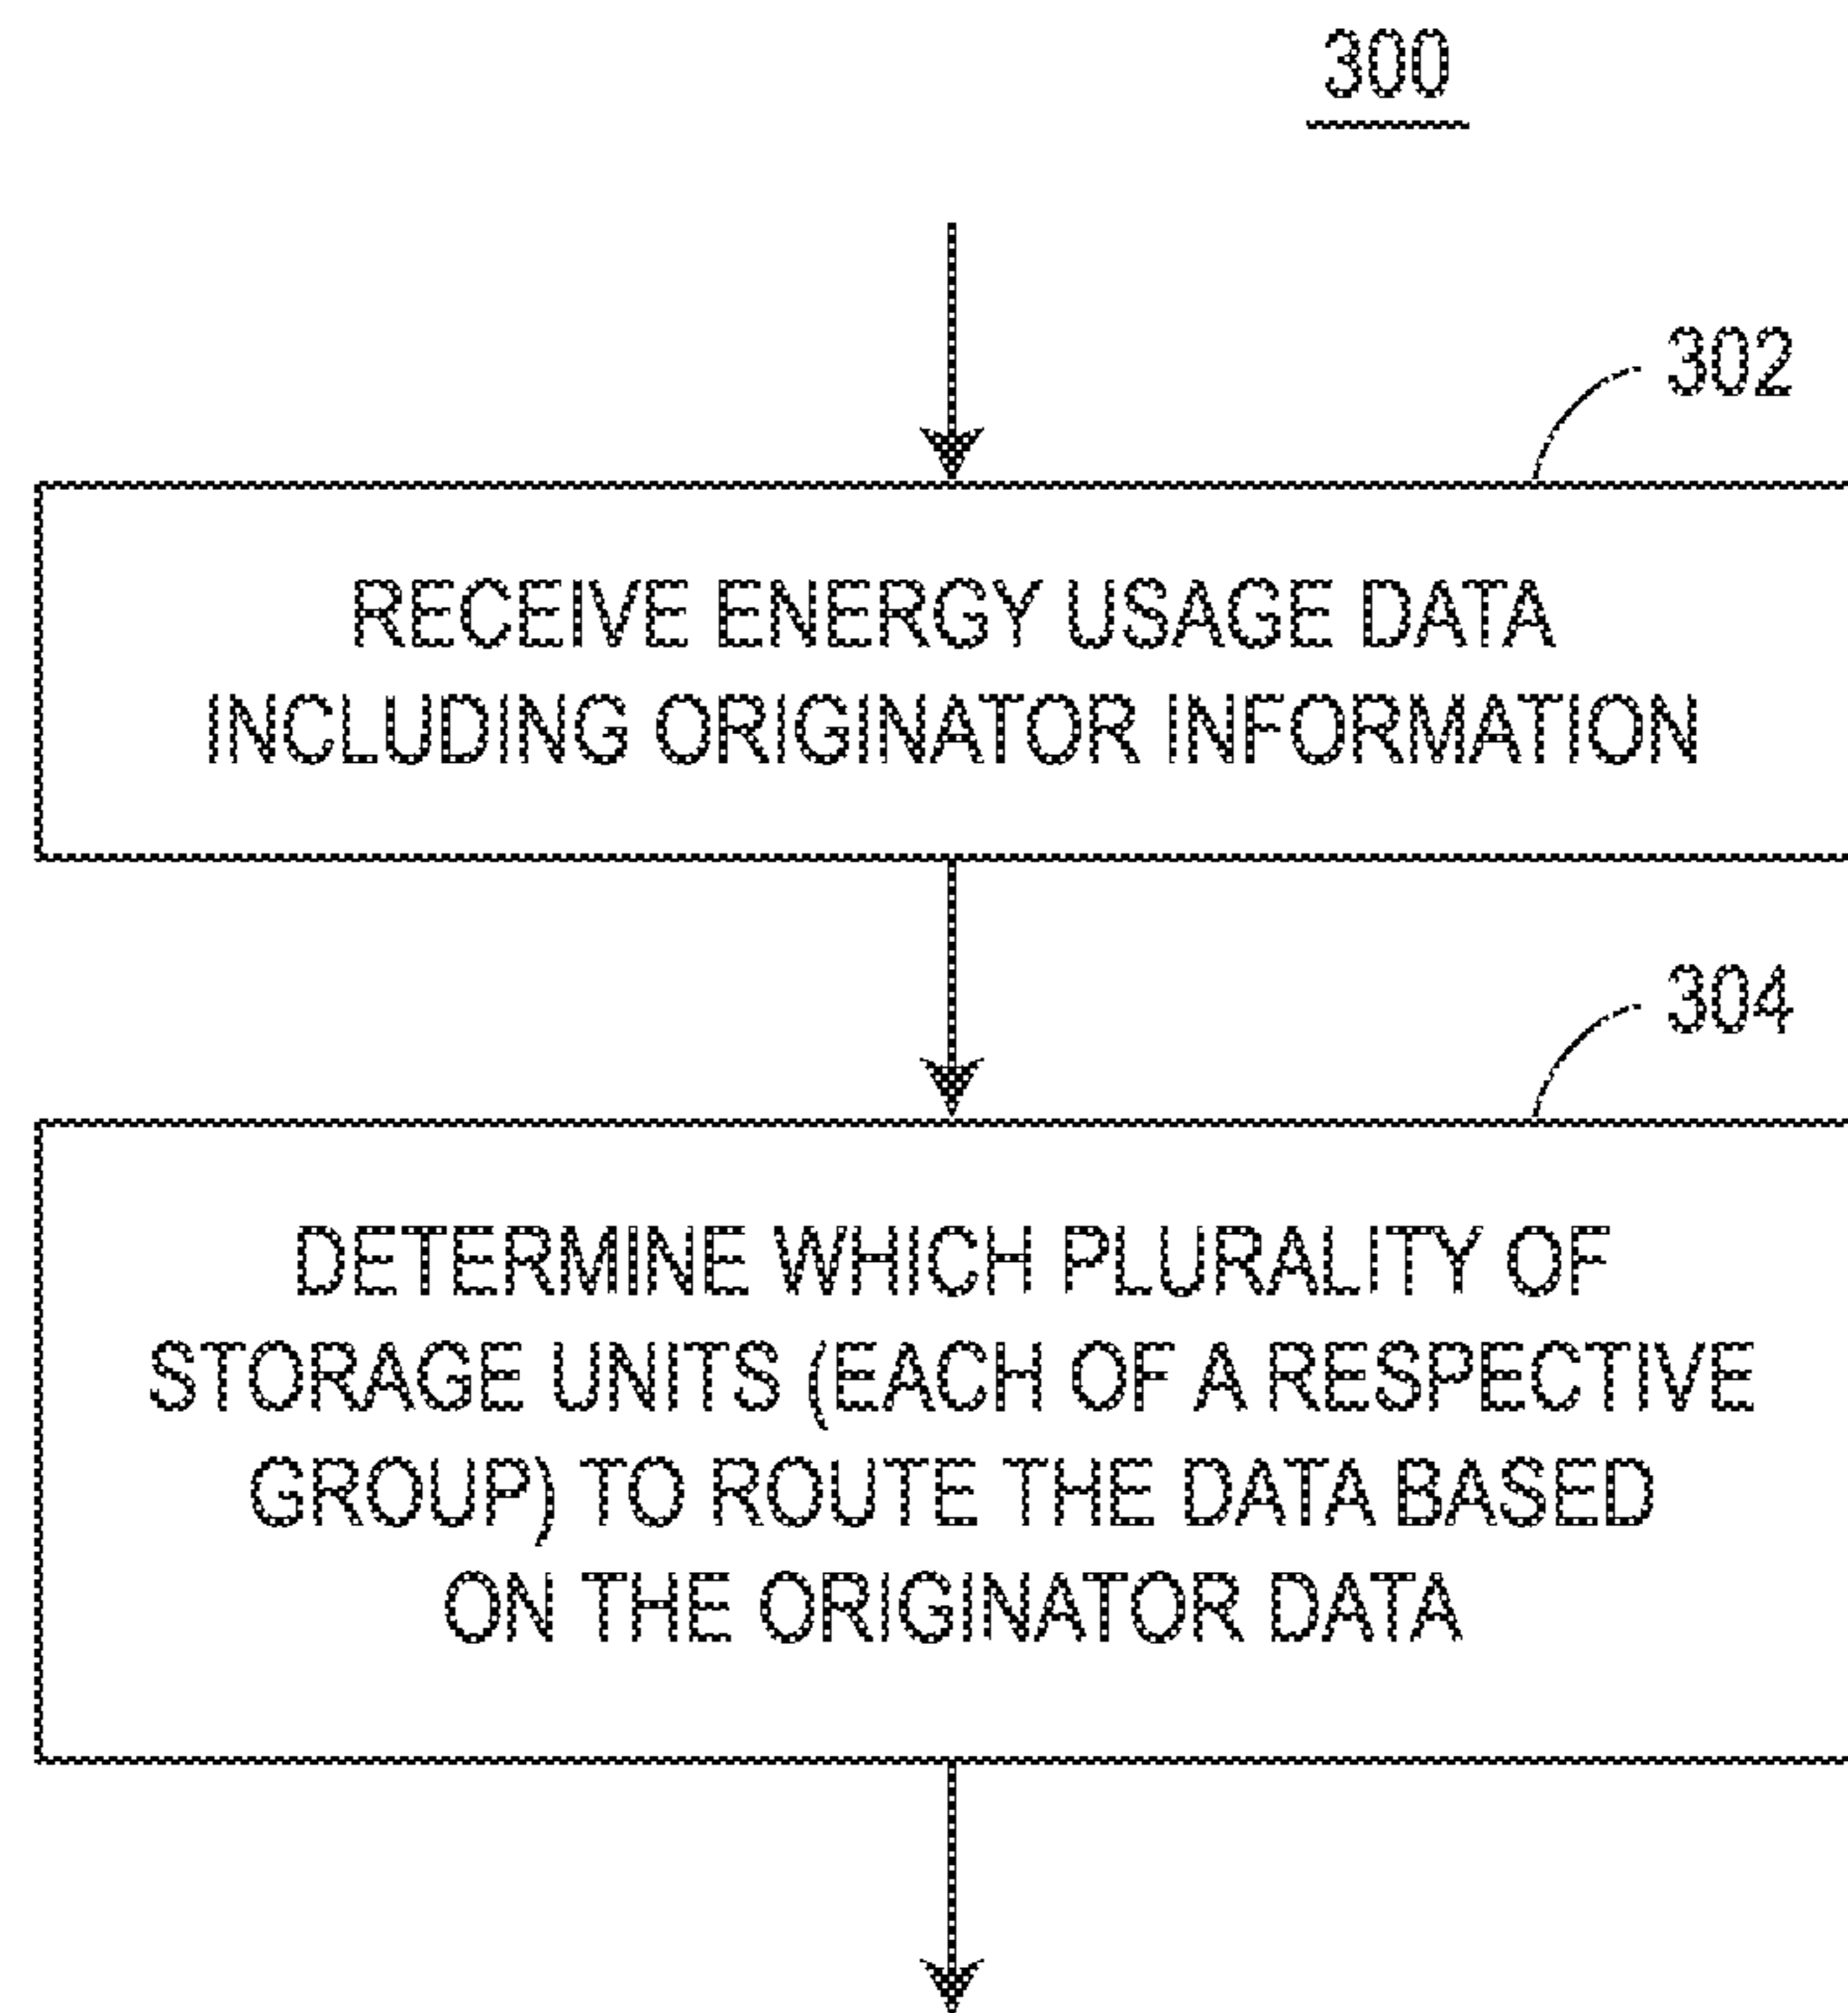 300
302
RECEIVE ENERGY USAGE DATA
INCLUDING ORIGINATOR INFORMATION
304
DETERMINE WHICH PLURALITY OF
STORAGE UNITS (EACH OF A RESPECTIVE
GROUP) TO ROUTE THE DATA BASED
ON THE ORIGINATOR DATA